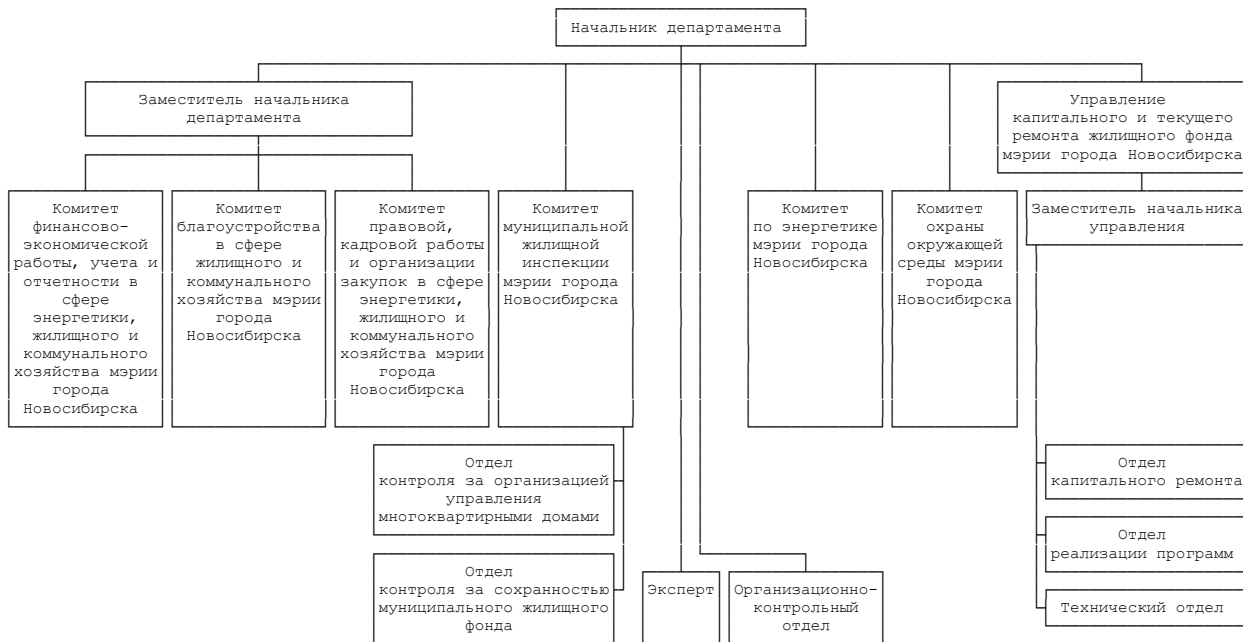 Начальник департамента
Заместитель начальника
департамента
Управление
капитального и текущего
ремонта жилищного фонда
мэрии города Новосибирска
Комитет
финансово-
экономической
работы, учета и
отчетности в
сфере
энергетики,
жилищного и
коммунального
хозяйства мэрии
города
Новосибирска
Комитет
благоустройства
в сфере
жилищного и
коммунального
хозяйства мэрии
города
Новосибирска
Комитет
правовой,
кадровой работы
и организации
закупок в сфере
энергетики,
жилищного и
коммунального
хозяйства мэрии
города
Новосибирска
Комитет
муниципальной
жилищной
инспекции
мэрии города
Новосибирска
Комитет
по энергетике
мэрии города
Новосибирска
Комитет
охраны
окружающей
среды мэрии
города
Новосибирска
Заместитель начальника
управления
Отдел
контроля за организацией
управления
многоквартирными домами
Отдел
контроля за сохранностью
муниципального жилищного
фонда
Эксперт
Организационно-
контрольный
отдел
Отдел
капитального ремонта
Отдел
реализации программ
Технический отдел